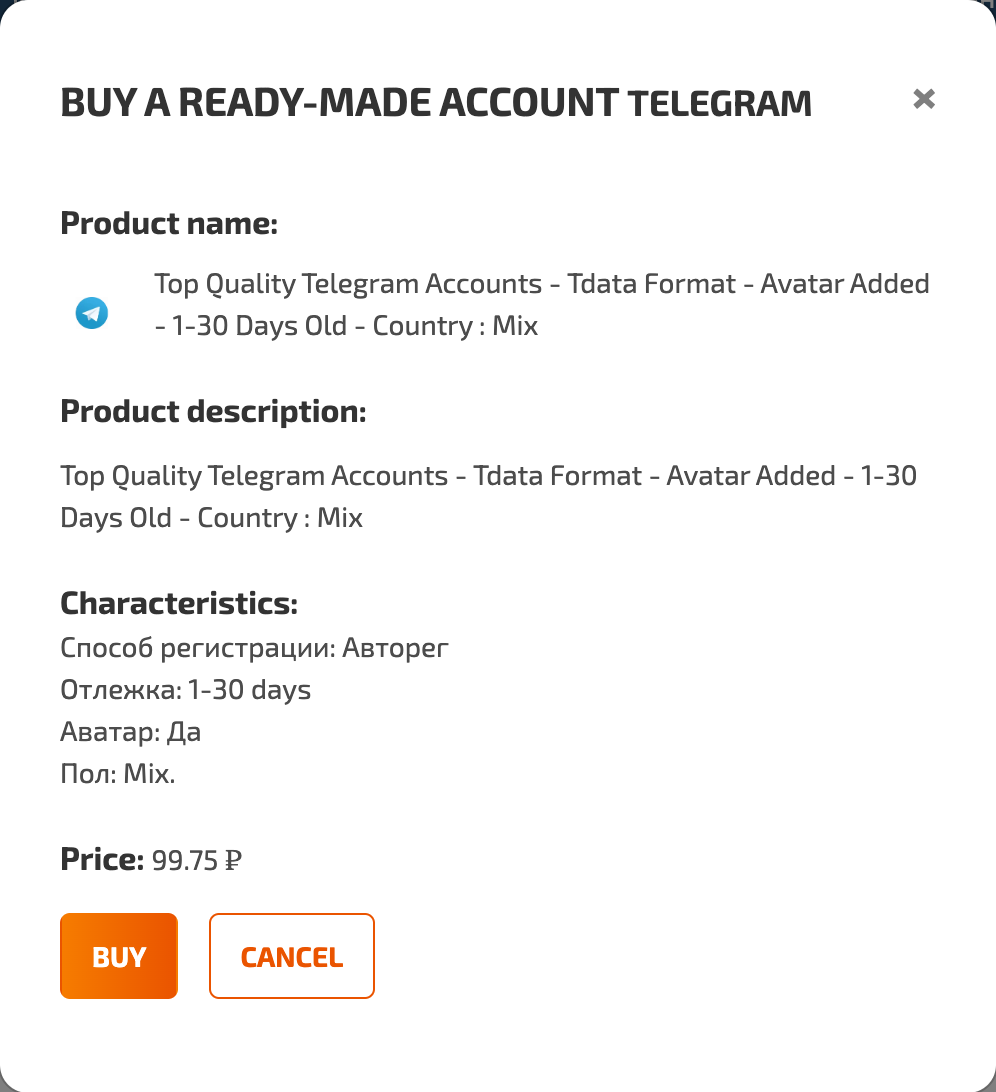 BUY A READY-MADE ACCOUNT TELEGRAM
Product name:
Top Quality Telegram Accounts - Tdata Format - Avatar Added
- 1-30 Days Old - Country : Mix
Product description:
Top Quality Telegram Accounts - Tdata Format - Avatar Added - 1-30
Days Old - Country : Mix
Characteristics:
Способ регистрации: Авторег
Отлежка: 1-30 days
Аватар: Да
Пол: Mix.
Price: 99.75 ₽
BUY
CANCEL